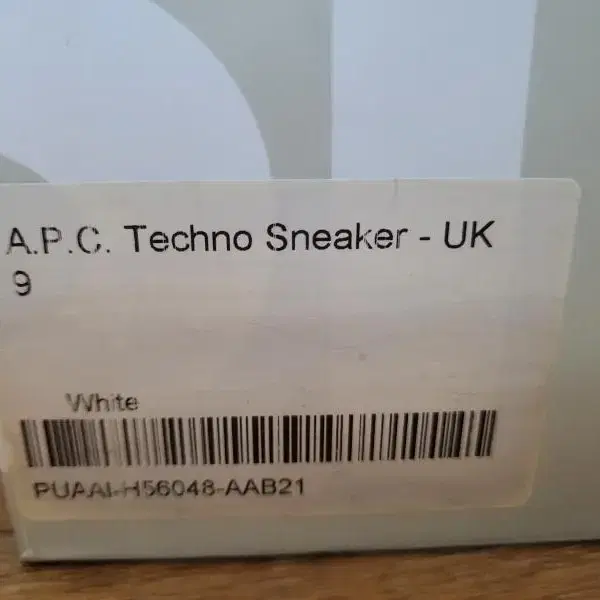 A.P.C. Techno Sneaker - UK
9
White
PUAAI-H56048-AAB21